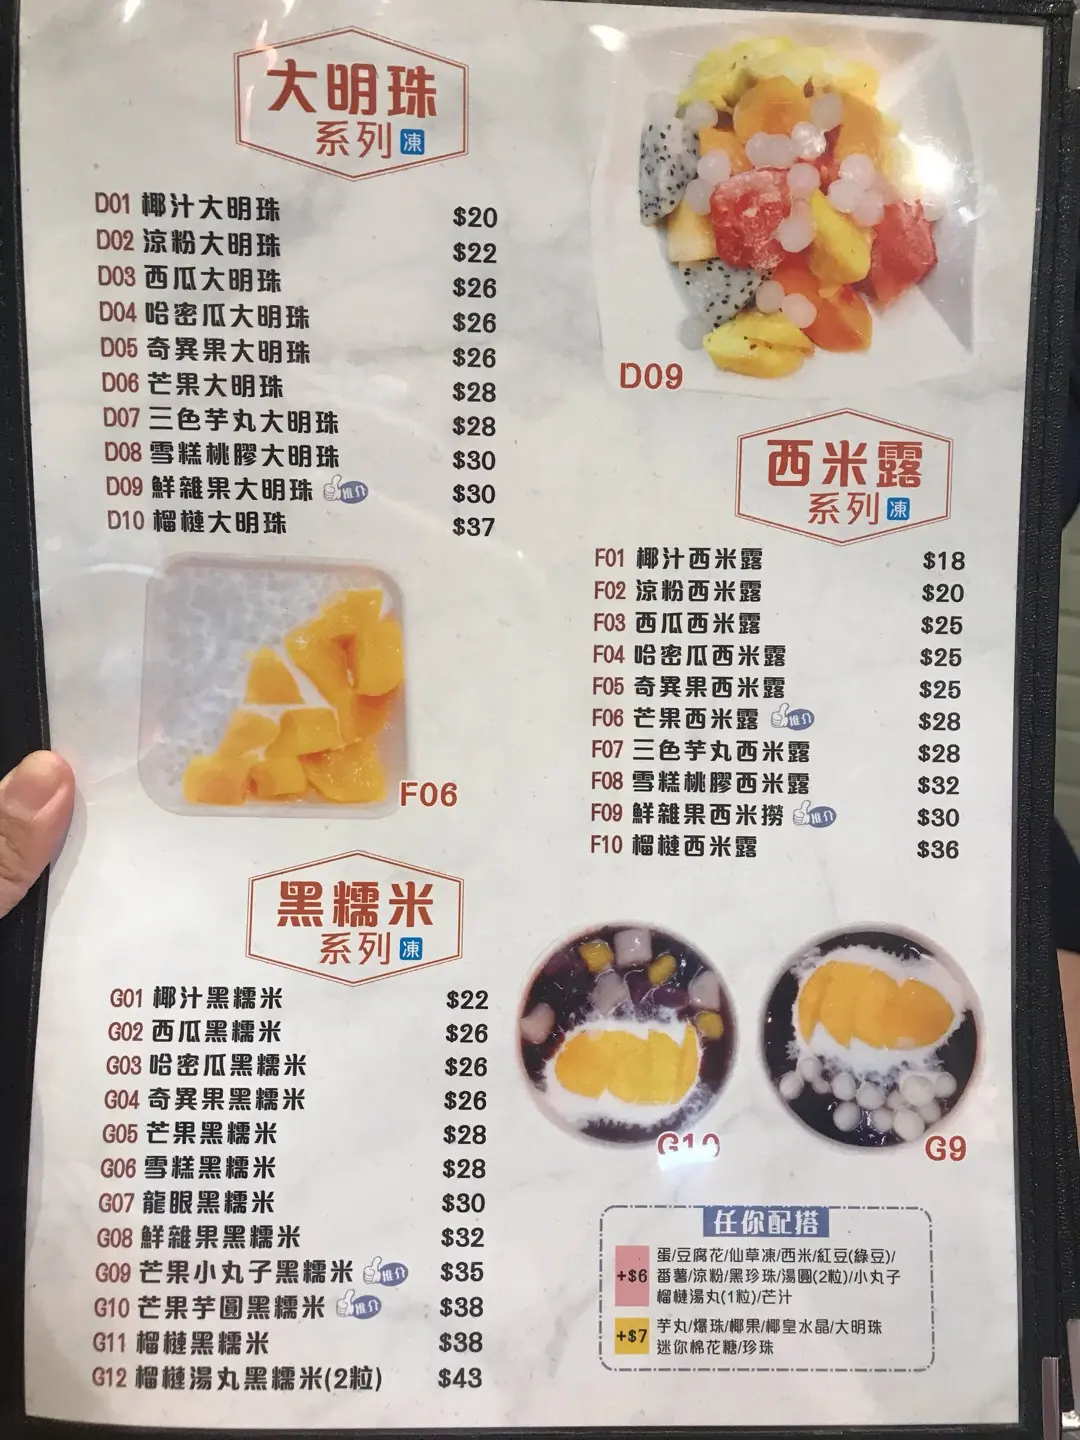 大明珠
系列 凍
D01 椰汁大明珠 $20
D02 涼粉大明珠 $22
D03 西瓜大明珠 $26
D04 哈密瓜大明珠 $26
D05 奇異果大明珠 $26
D06 芒果大明珠 $28
D07 三色芋丸大明珠 $28
D08 雪糕桃膠大明珠 $30
D09 鮮雜果大明珠 推介 $30
D10 榴槤大明珠 $37
D09
西米露
系列 凍
F01 椰汁西米露 $18
F02 涼粉西米露 $20
F03 西瓜西米露 $25
F04 哈密瓜西米露 $25
F05 奇異果西米露 $25
F06 芒果西米露 推介 $28
F07 三色芋丸西米露 $28
F08 雪糕桃膠西米露 $32
F09 鮮雜果西米撈 推介 $30
F10 榴槤西米露 $36
F06
黑糯米
系列 凍
G01 椰汁黑糯米 $22
G02 西瓜黑糯米 $26
G03 哈密瓜黑糯米 $26
G04 奇異果黑糯米 $26
G05 芒果黑糯米 $28
G06 雪糕黑糯米 $28
G07 龍眼黑糯米 $30
G08 鮮雜果黑糯米 $32
G09 芒果小丸子黑糯米 推介 $35
G10 芒果芋圓黑糯米 推介 $38
G11 榴槤黑糯米 $38
G12 榴槤湯丸黑糯米(2粒) $43
G10
G9
任你配搭
+$6 蛋/豆腐花/仙草凍/西米/紅豆(綠豆)/
番薯/涼粉/黑珍珠/湯圓(2粒)/小丸子
榴槤湯丸(1粒)/芒汁
+$7 芋丸/爆珠/椰果/椰皇水晶/大明珠
迷你棉花糖/珍珠